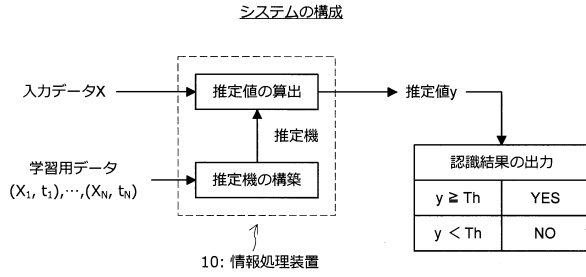 システムの構成
入力データX
推定値の算出
推定値y
推定機
学習用データ
(X1, t1),⋯,(XN, tN)
推定機の構築
認識結果の出力
y ≧ Th YES
y < Th NO
10: 情報処理装置